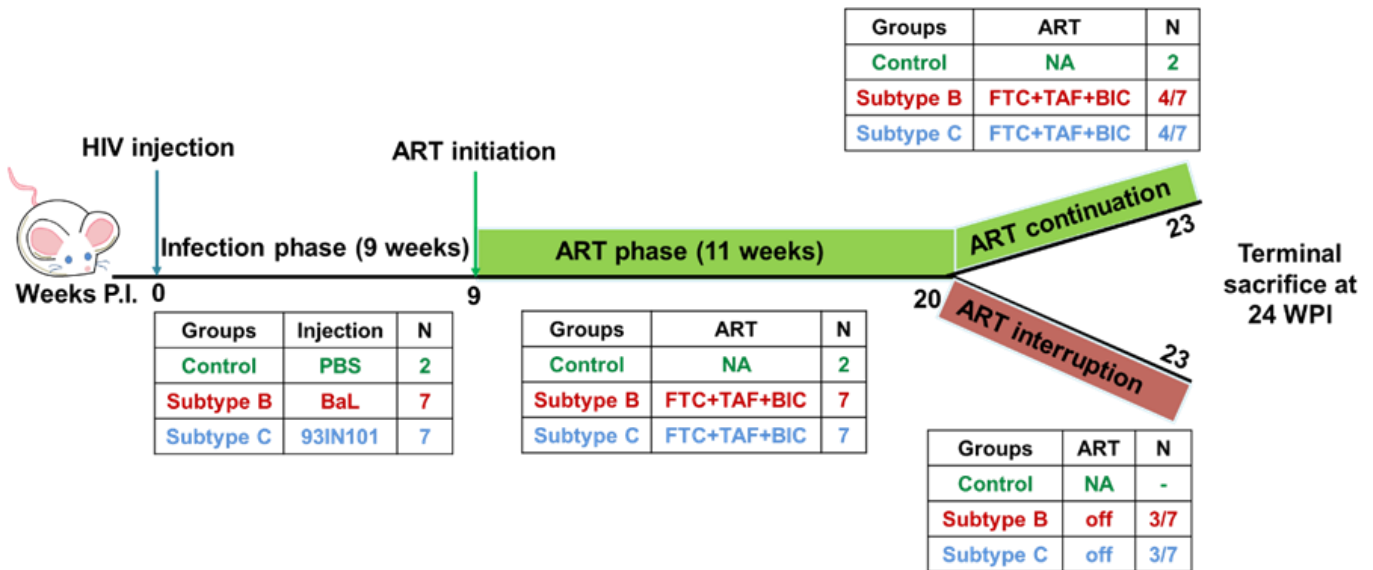 Groups ART N
Control NA 2
Subtype B FTC+TAF+BIC 4/7
Subtype C FTC+TAF+BIC 4/7
HIV injection
ART initiation
Infection phase (9 weeks)
ART phase (11 weeks)
ART continuation
23
Weeks P.I. 0
9
20
ART interruption
23
Terminal
sacrifice at
24 WPI
Groups Injection N
Control PBS 2
Subtype B BaL 7
Subtype C 93IN101 7
Groups ART N
Control NA 2
Subtype B FTC+TAF+BIC 7
Subtype C FTC+TAF+BIC 7
Groups ART N
Control NA -
Subtype B off 3/7
Subtype C off 3/7